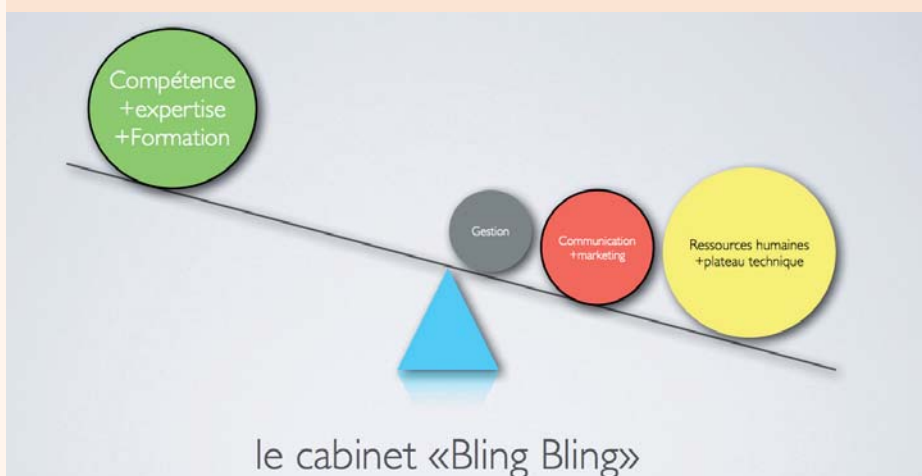 Compétence
+expertise
+Formation
Gestion
Communication
+marketing
Ressources humaines
+plateau technique
le cabinet «Bling Bling»